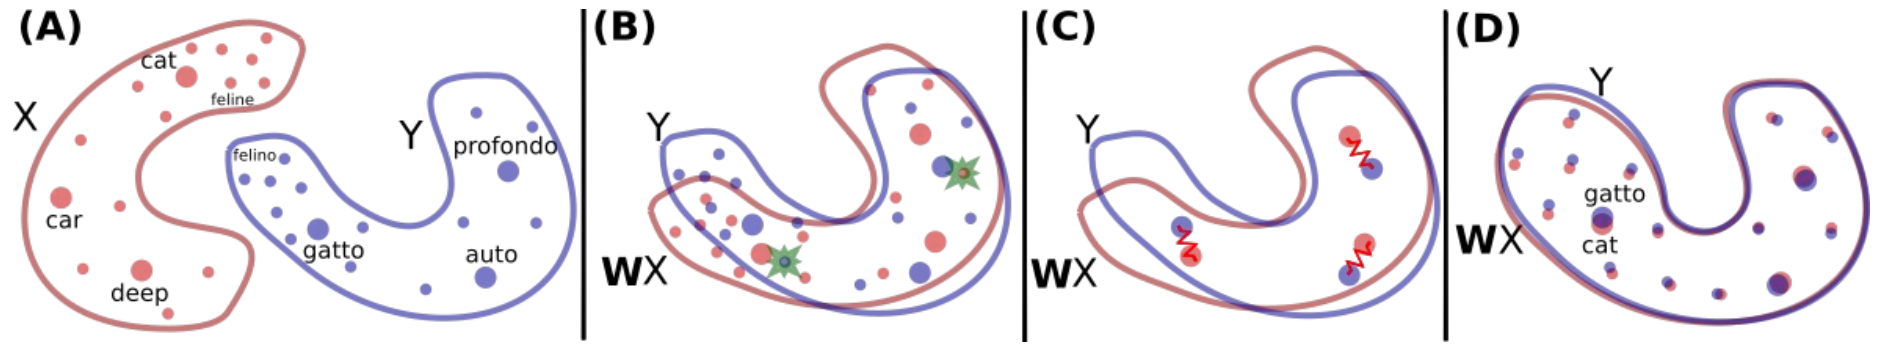 (A)
cat
feline
X
car
deep
Y
felino
profondo
gatto
auto
(B)
Y
WX
(C)
Y
WX
(D)
Y
gatto
cat
WX